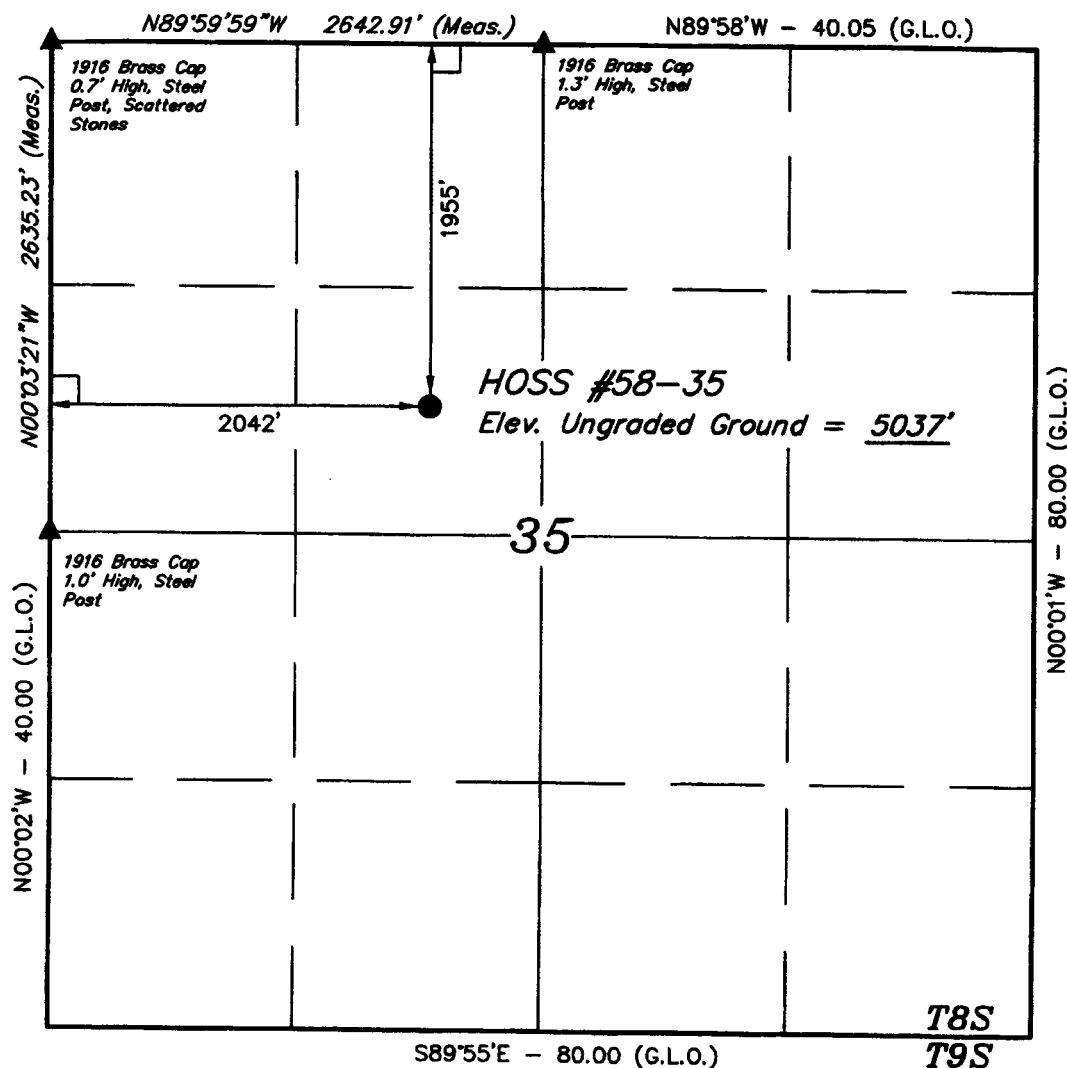 N89°59'59"W 2642.91' (Meas.)
N89°58'W – 40.05 (G.L.O.)
1916 Brass Cap
0.7' High, Steel
Post, Scattered
Stones
1916 Brass Cap
1.3' High, Steel
Post
N00°03'21"W 2635.23' (Meas.)
1955'
HOSS #58-35
Elev. Ungraded Ground = 5037'
2042'
35
1916 Brass Cap
1.0' High, Steel
Post
N00°02'W – 40.00 (G.L.O.)
N00°01'W – 80.00 (G.L.O.)
T8S
S89°55'E – 80.00 (G.L.O.)
T9S